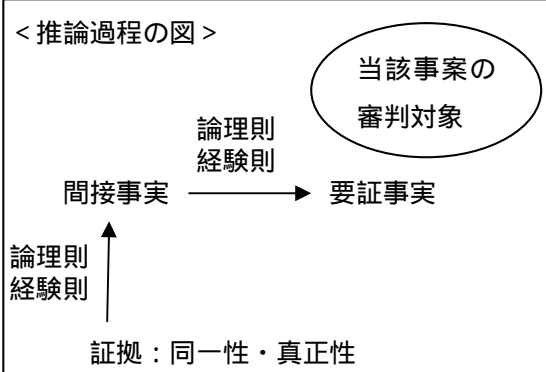 <推論過程の図>
当該事案の
審判対象
論理則
経験則
間接事実
要証事実
論理則
経験則
証拠：同一性・真正性